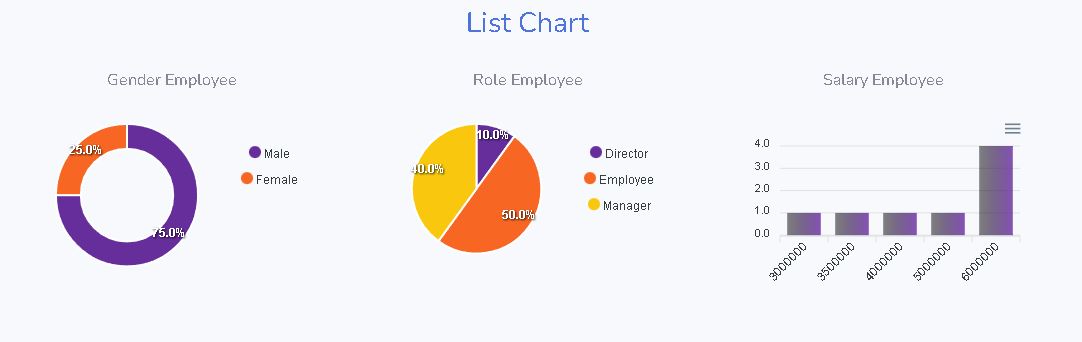 List Chart
Gender Employee
25.0%
75.0%
Male
Female
Role Employee
10.0%
40.0%
50.0%
Director
Employee
Manager
Salary Employee
4.0
3.0
2.0
1.0
0.0
3000000
3500000
4000000
5000000
6000000